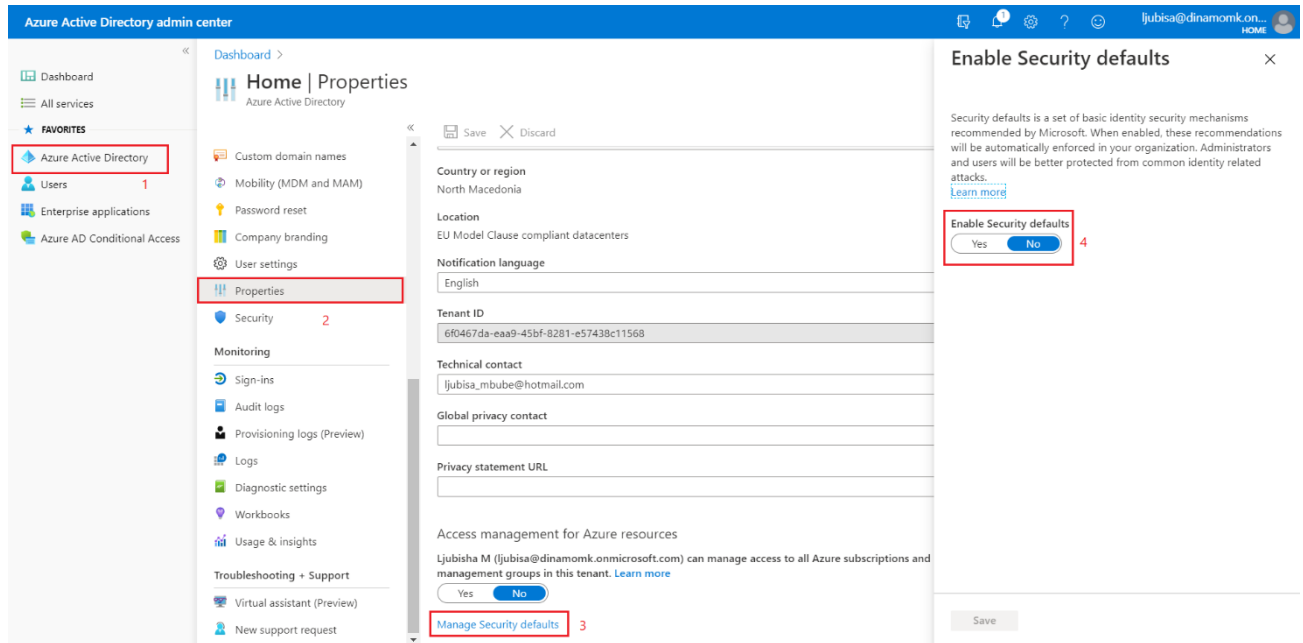 Azure Active Directory admin center
1
ljubisa@dinamomk.on...
HOME
«
Dashboard
All services
FAVORITES
Azure Active Directory
Users
1
Enterprise applications
Azure AD Conditional Access
Dashboard >
Home | Properties
Azure Active Directory
«
Custom domain names
Mobility (MDM and MAM)
Password reset
Company branding
User settings
Properties
Security
2
Monitoring
Sign-ins
Audit logs
Provisioning logs (Preview)
Logs
Diagnostic settings
Workbooks
Usage & insights
Troubleshooting + Support
Virtual assistant (Preview)
New support request
Save Discard
Country or region
North Macedonia
Location
EU Model Clause compliant datacenters
Notification language
English
Tenant ID
6f0467da-eaa9-45bf-8281-e57438c11568
Technical contact
ljubisa_mbube@hotmail.com
Global privacy contact
Privacy statement URL
Access management for Azure resources
Ljubisha M (ljubisa@dinamomk.onmicrosoft.com) can manage access to all Azure subscriptions and
management groups in this tenant. Learn more
Yes No
Manage Security defaults
3
Enable Security defaults
Security defaults is a set of basic identity security mechanisms
recommended by Microsoft. When enabled, these recommendations
will be automatically enforced in your organization. Administrators
and users will be better protected from common identity related
attacks.
Learn more
Enable Security defaults
Yes No
4
Save